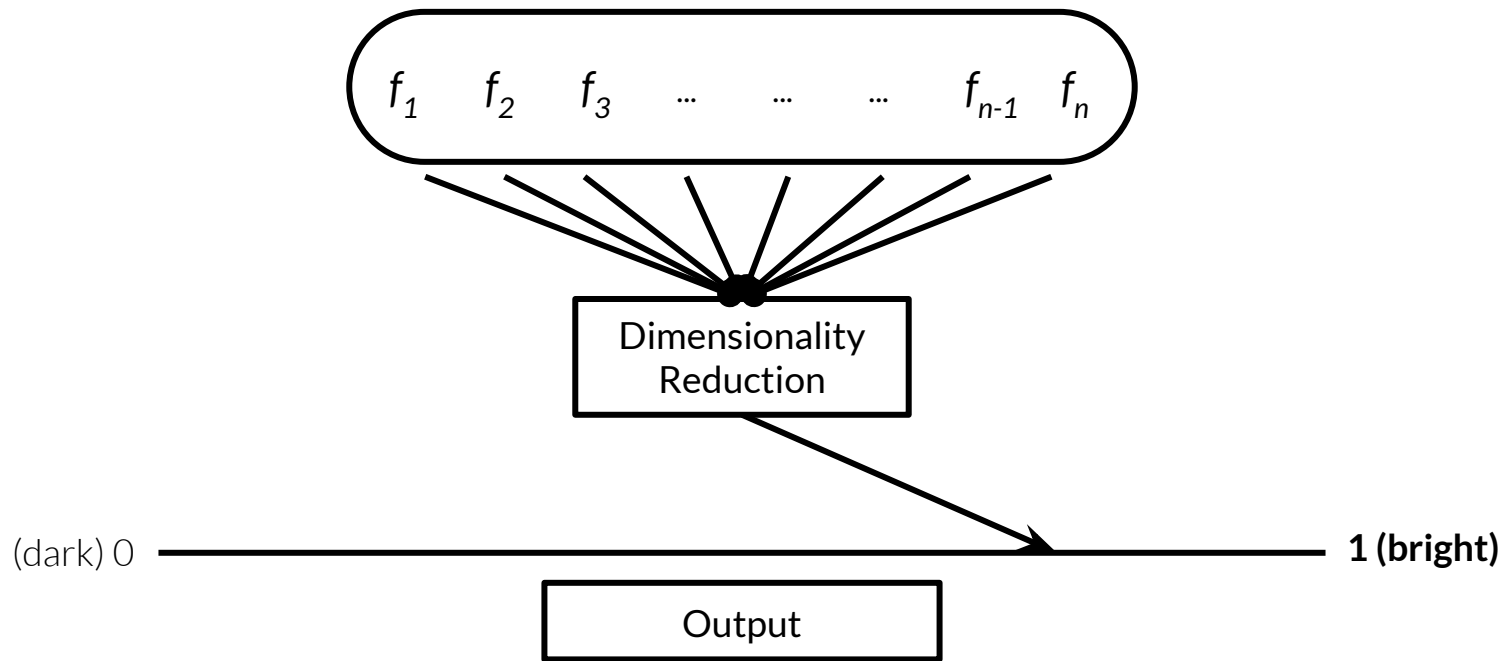 f1 f2 f3 ... ... ... fn-1 fn
Dimensionality
Reduction
(dark) 0
1 (bright)
Output